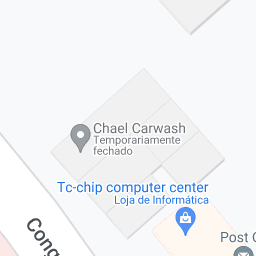 Chael Carwash
Temporariamente
fechado
Tc-chip computer center
Loja de Informática
Post
Cong